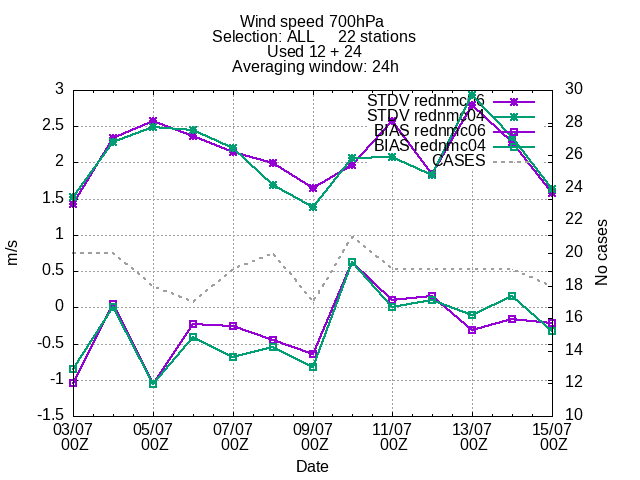 Wind speed 700hPa
Selection: ALL 22 stations
Used 12 + 24
Averaging window: 24h
STDV rednmc06
STDV rednmc04
BIAS rednmc06
BIAS rednmc04
CASES
3
2.5
2
1.5
1
0.5
0
-0.5
-1
-1.5
m/s
30
28
26
24
22
20
18
16
14
12
10
No cases
03/07 05/07 07/07 09/07 11/07 13/07 15/07
00Z 00Z 00Z 00Z 00Z 00Z 00Z
Date